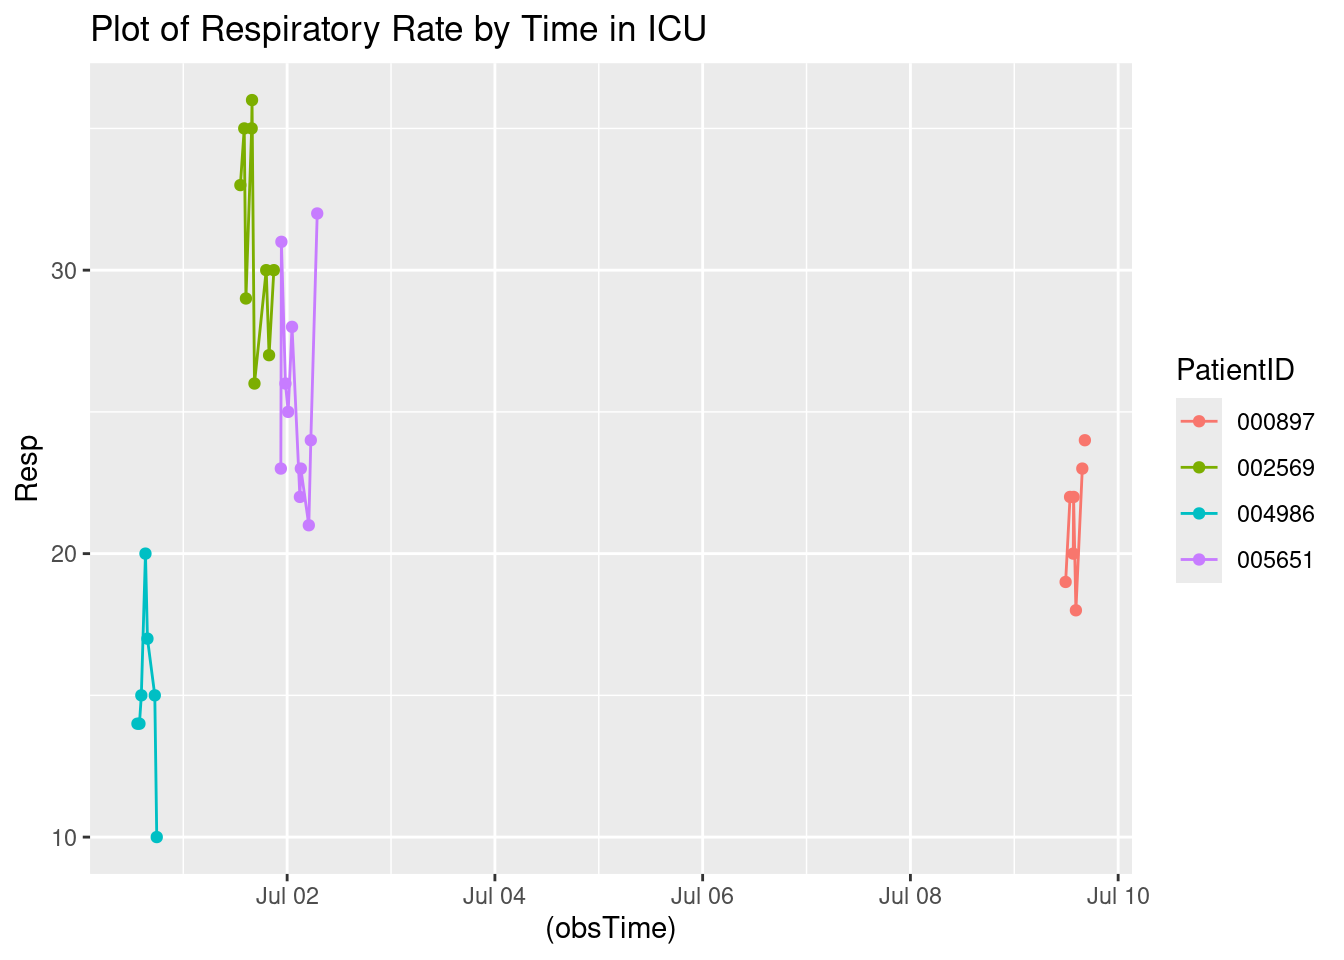 Plot of Respiratory Rate by Time in ICU
Resp
30
20
10
Jul 02
Jul 04
Jul 06
Jul 08
Jul 10
(obsTime)
PatientID
000897
002569
004986
005651